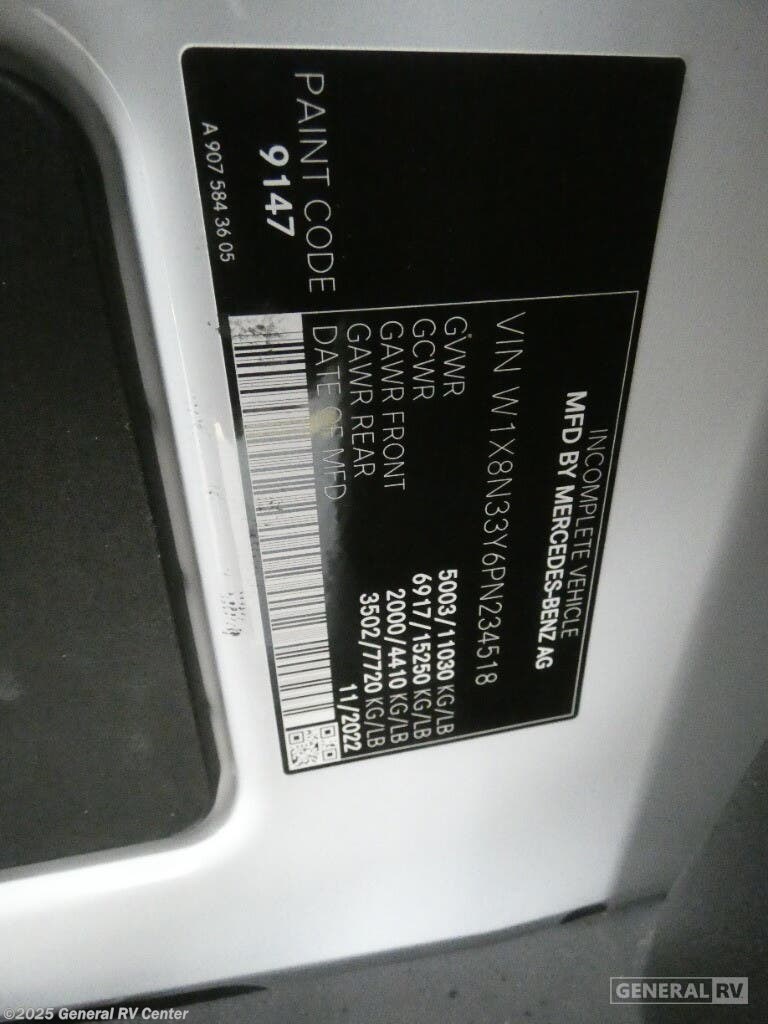 INCOMPLETE VEHICLE
MFD BY MERCEDES-BENZ AG
VIN W1X8N33Y6PN234518
GVWR 5003/11030 KG/LB
GCWR 6917/15250 KG/LB
GAWR FRONT 2000/4410 KG/LB
GAWR REAR 3502/7720 KG/LB
DATE OF MFD 11/2022
PAINT CODE
9147
A 907 584 36 05
©2025 General RV Center
GENERAL RV